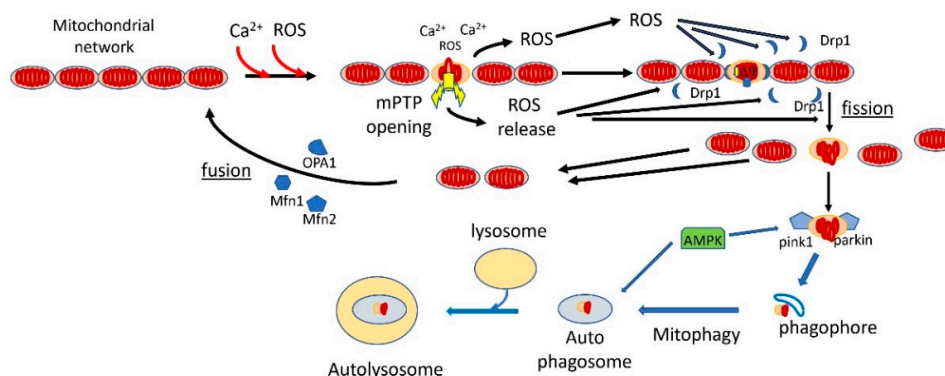 Mitochondrial
network
Ca²⁺ ROS
Ca²⁺ Ca²⁺
ROS
mPTP
opening
ROS
ROS
release
ROS
Drp1
Drp1
Drp1
fission
fusion
OPA1
Mfn1
Mfn2
pink1
parkin
AMPK
lysosome
phagophore
Mitophagy
Auto
phagosome
Autolysosome